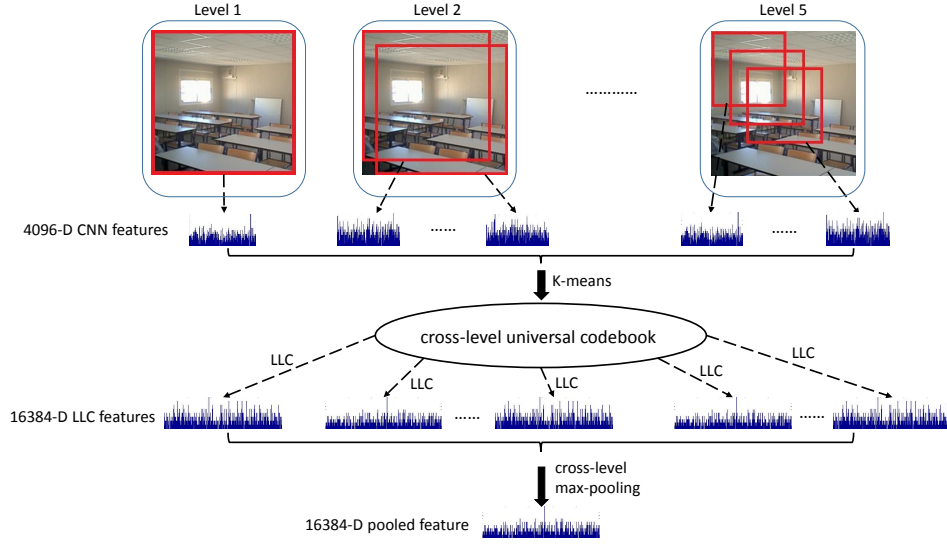 Level 1
Level 2
Level 5
............
4096-D CNN features
......
......
K-means
cross-level universal codebook
LLC
LLC
LLC
LLC
LLC
16384-D LLC features
......
......
cross-level
max-pooling
16384-D pooled feature